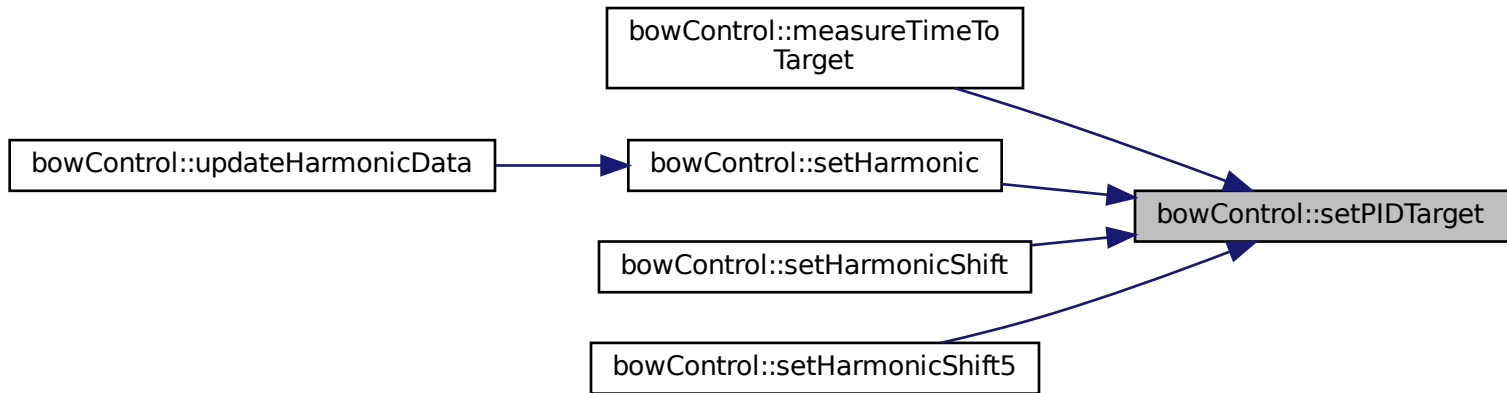 bowControl::measureTimeTo
Target
bowControl::updateHarmonicData
bowControl::setHarmonic
bowControl::setPIDTarget
bowControl::setHarmonicShift
bowControl::setHarmonicShift5